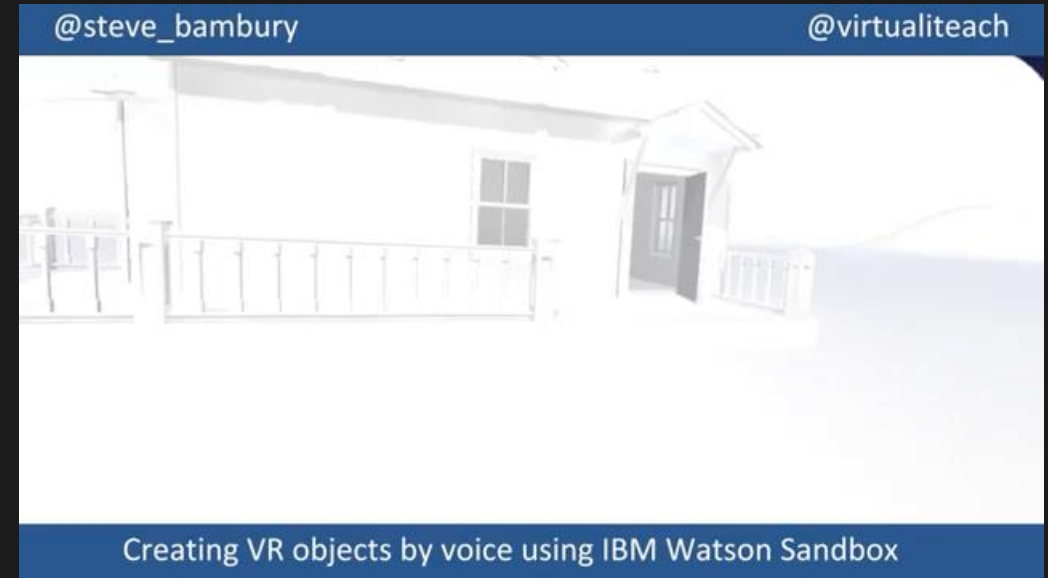 @steve_bambury
@virtualiteach
Creating VR objects by voice using IBM Watson Sandbox